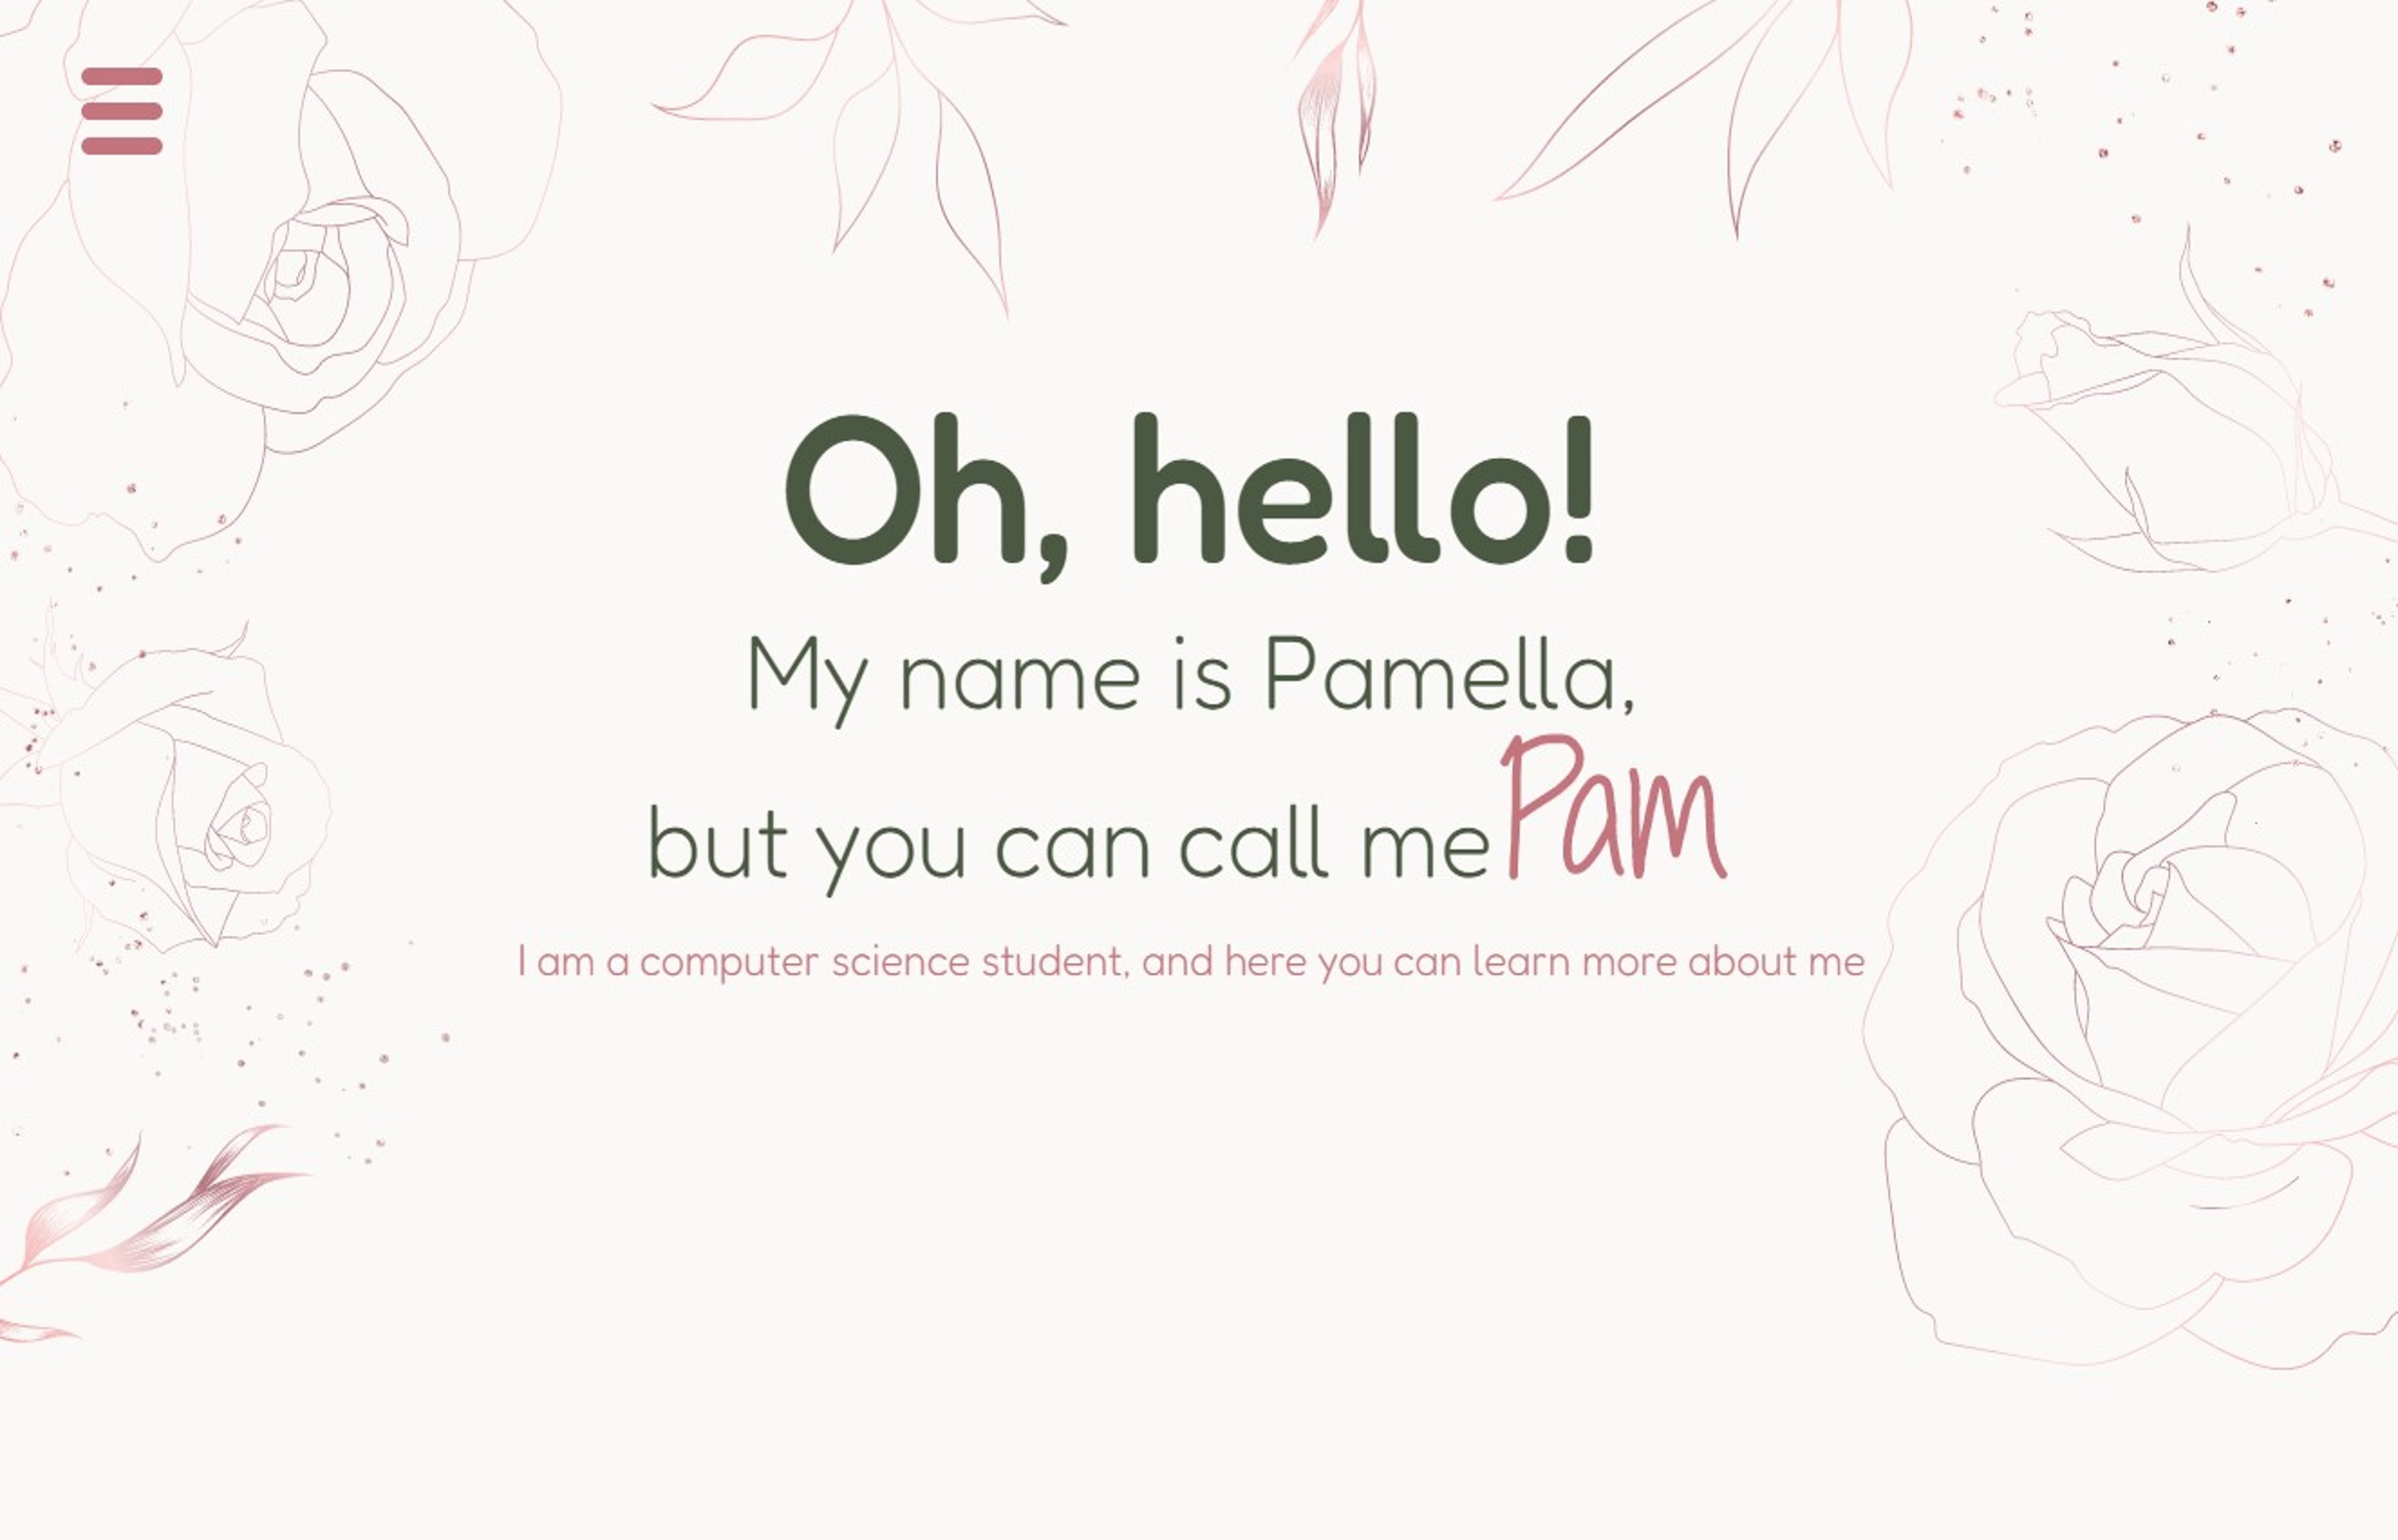 Oh, hello!
My name is Pamella,
but you can call me Pam
I am a computer science student, and here you can learn more about me